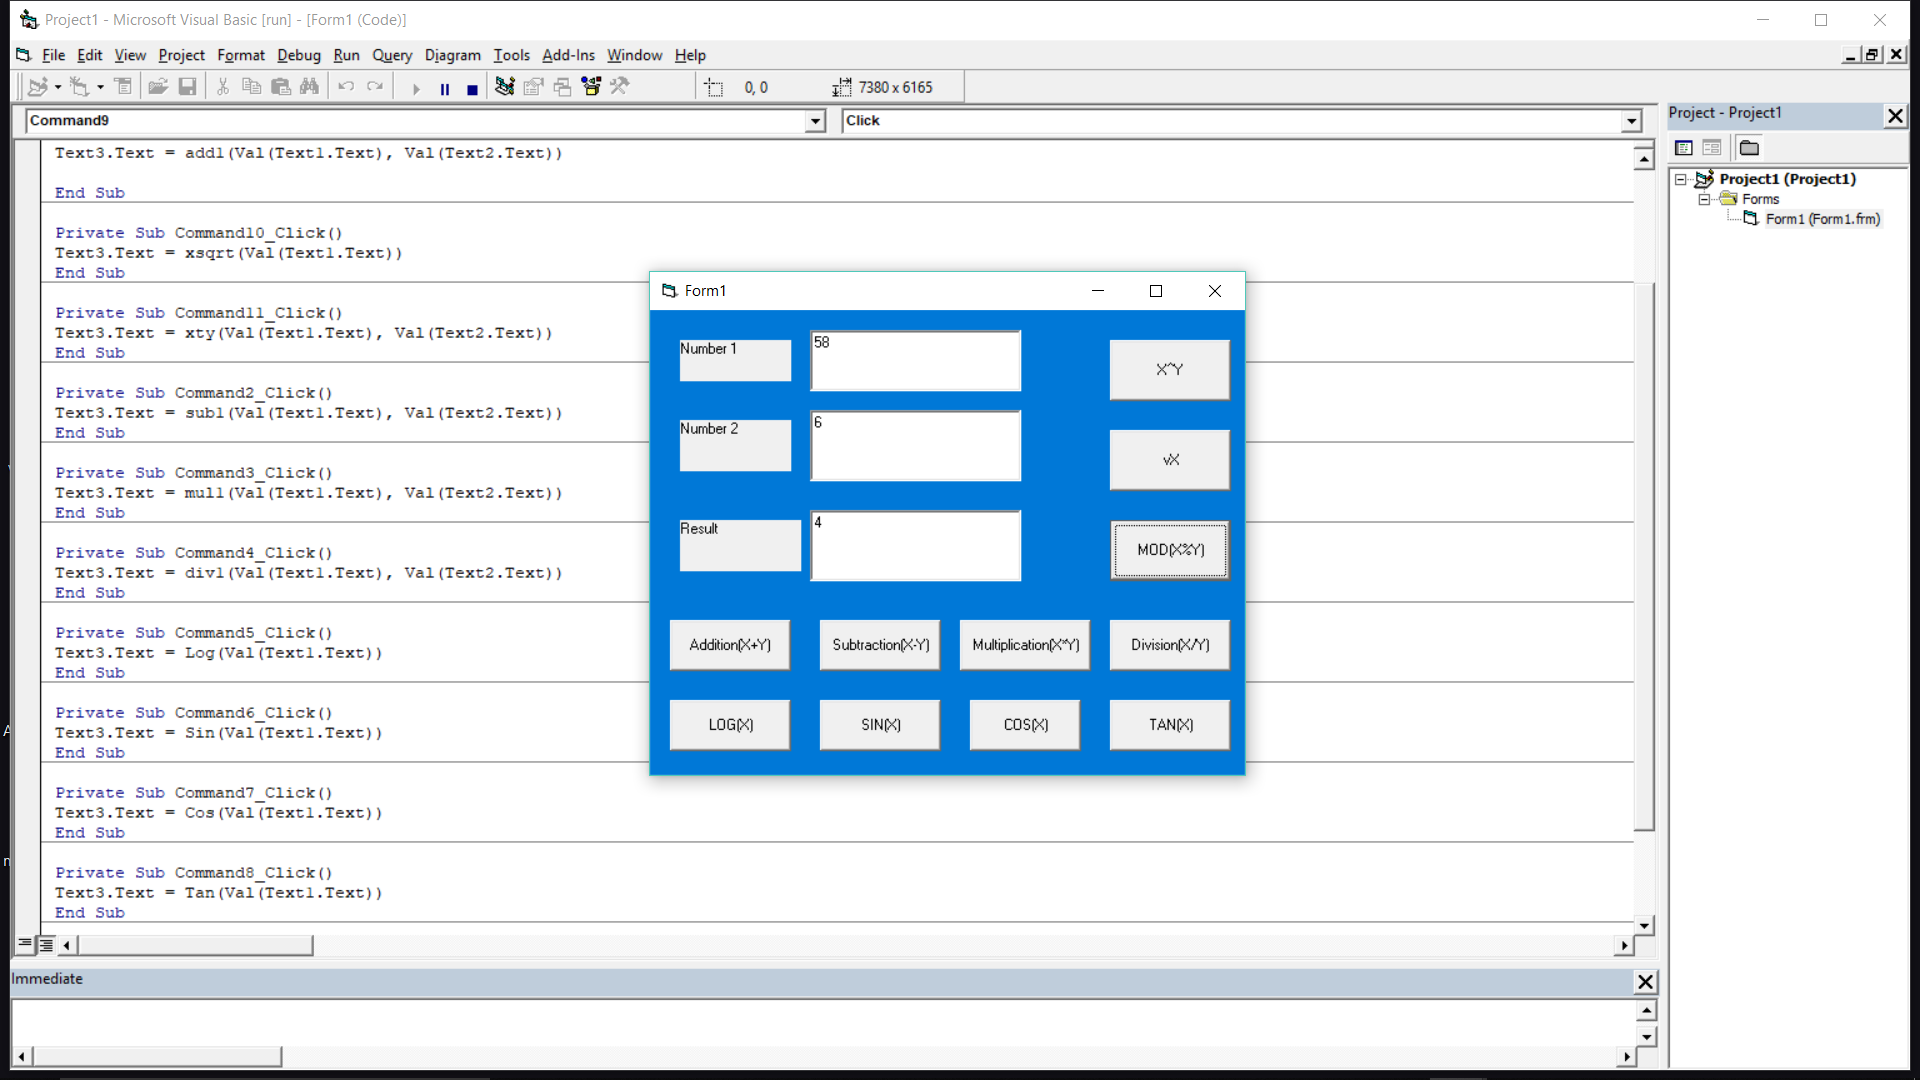 Project1 - Microsoft Visual Basic [run] - [Form1 (Code)]
File Edit View Project Format Debug Run Query Diagram Tools Add-Ins Window Help
0, 0 7380 x 6165
Command9 Click
Text3.Text = add1(Val(Text1.Text), Val(Text2.Text))
End Sub
Private Sub Command10_Click()
Text3.Text = xsqrt(Val(Text1.Text))
End Sub
Private Sub Command11_Click()
Text3.Text = xty(Val(Text1.Text), Val(Text2.Text))
End Sub
Private Sub Command2_Click()
Text3.Text = sub1(Val(Text1.Text), Val(Text2.Text))
End Sub
Private Sub Command3_Click()
Text3.Text = mul1(Val(Text1.Text), Val(Text2.Text))
End Sub
Private Sub Command4_Click()
Text3.Text = div1(Val(Text1.Text), Val(Text2.Text))
End Sub
Private Sub Command5_Click()
Text3.Text = Log(Val(Text1.Text))
End Sub
Private Sub Command6_Click()
Text3.Text = Sin(Val(Text1.Text))
End Sub
Private Sub Command7_Click()
Text3.Text = Cos(Val(Text1.Text))
End Sub
Private Sub Command8_Click()
Text3.Text = Tan(Val(Text1.Text))
End Sub
Form1
Number 1 58 X^Y
Number 2 6 vX
Result 4 MOD(X%Y)
Addition(X+Y) Subtraction(X-Y) Multiplication(X*Y) Division(X/Y)
LOG(X) SIN(X) COS(X) TAN(X)
Immediate
Project - Project1
Project1 (Project1)
Forms
Form1 (Form1.frm)